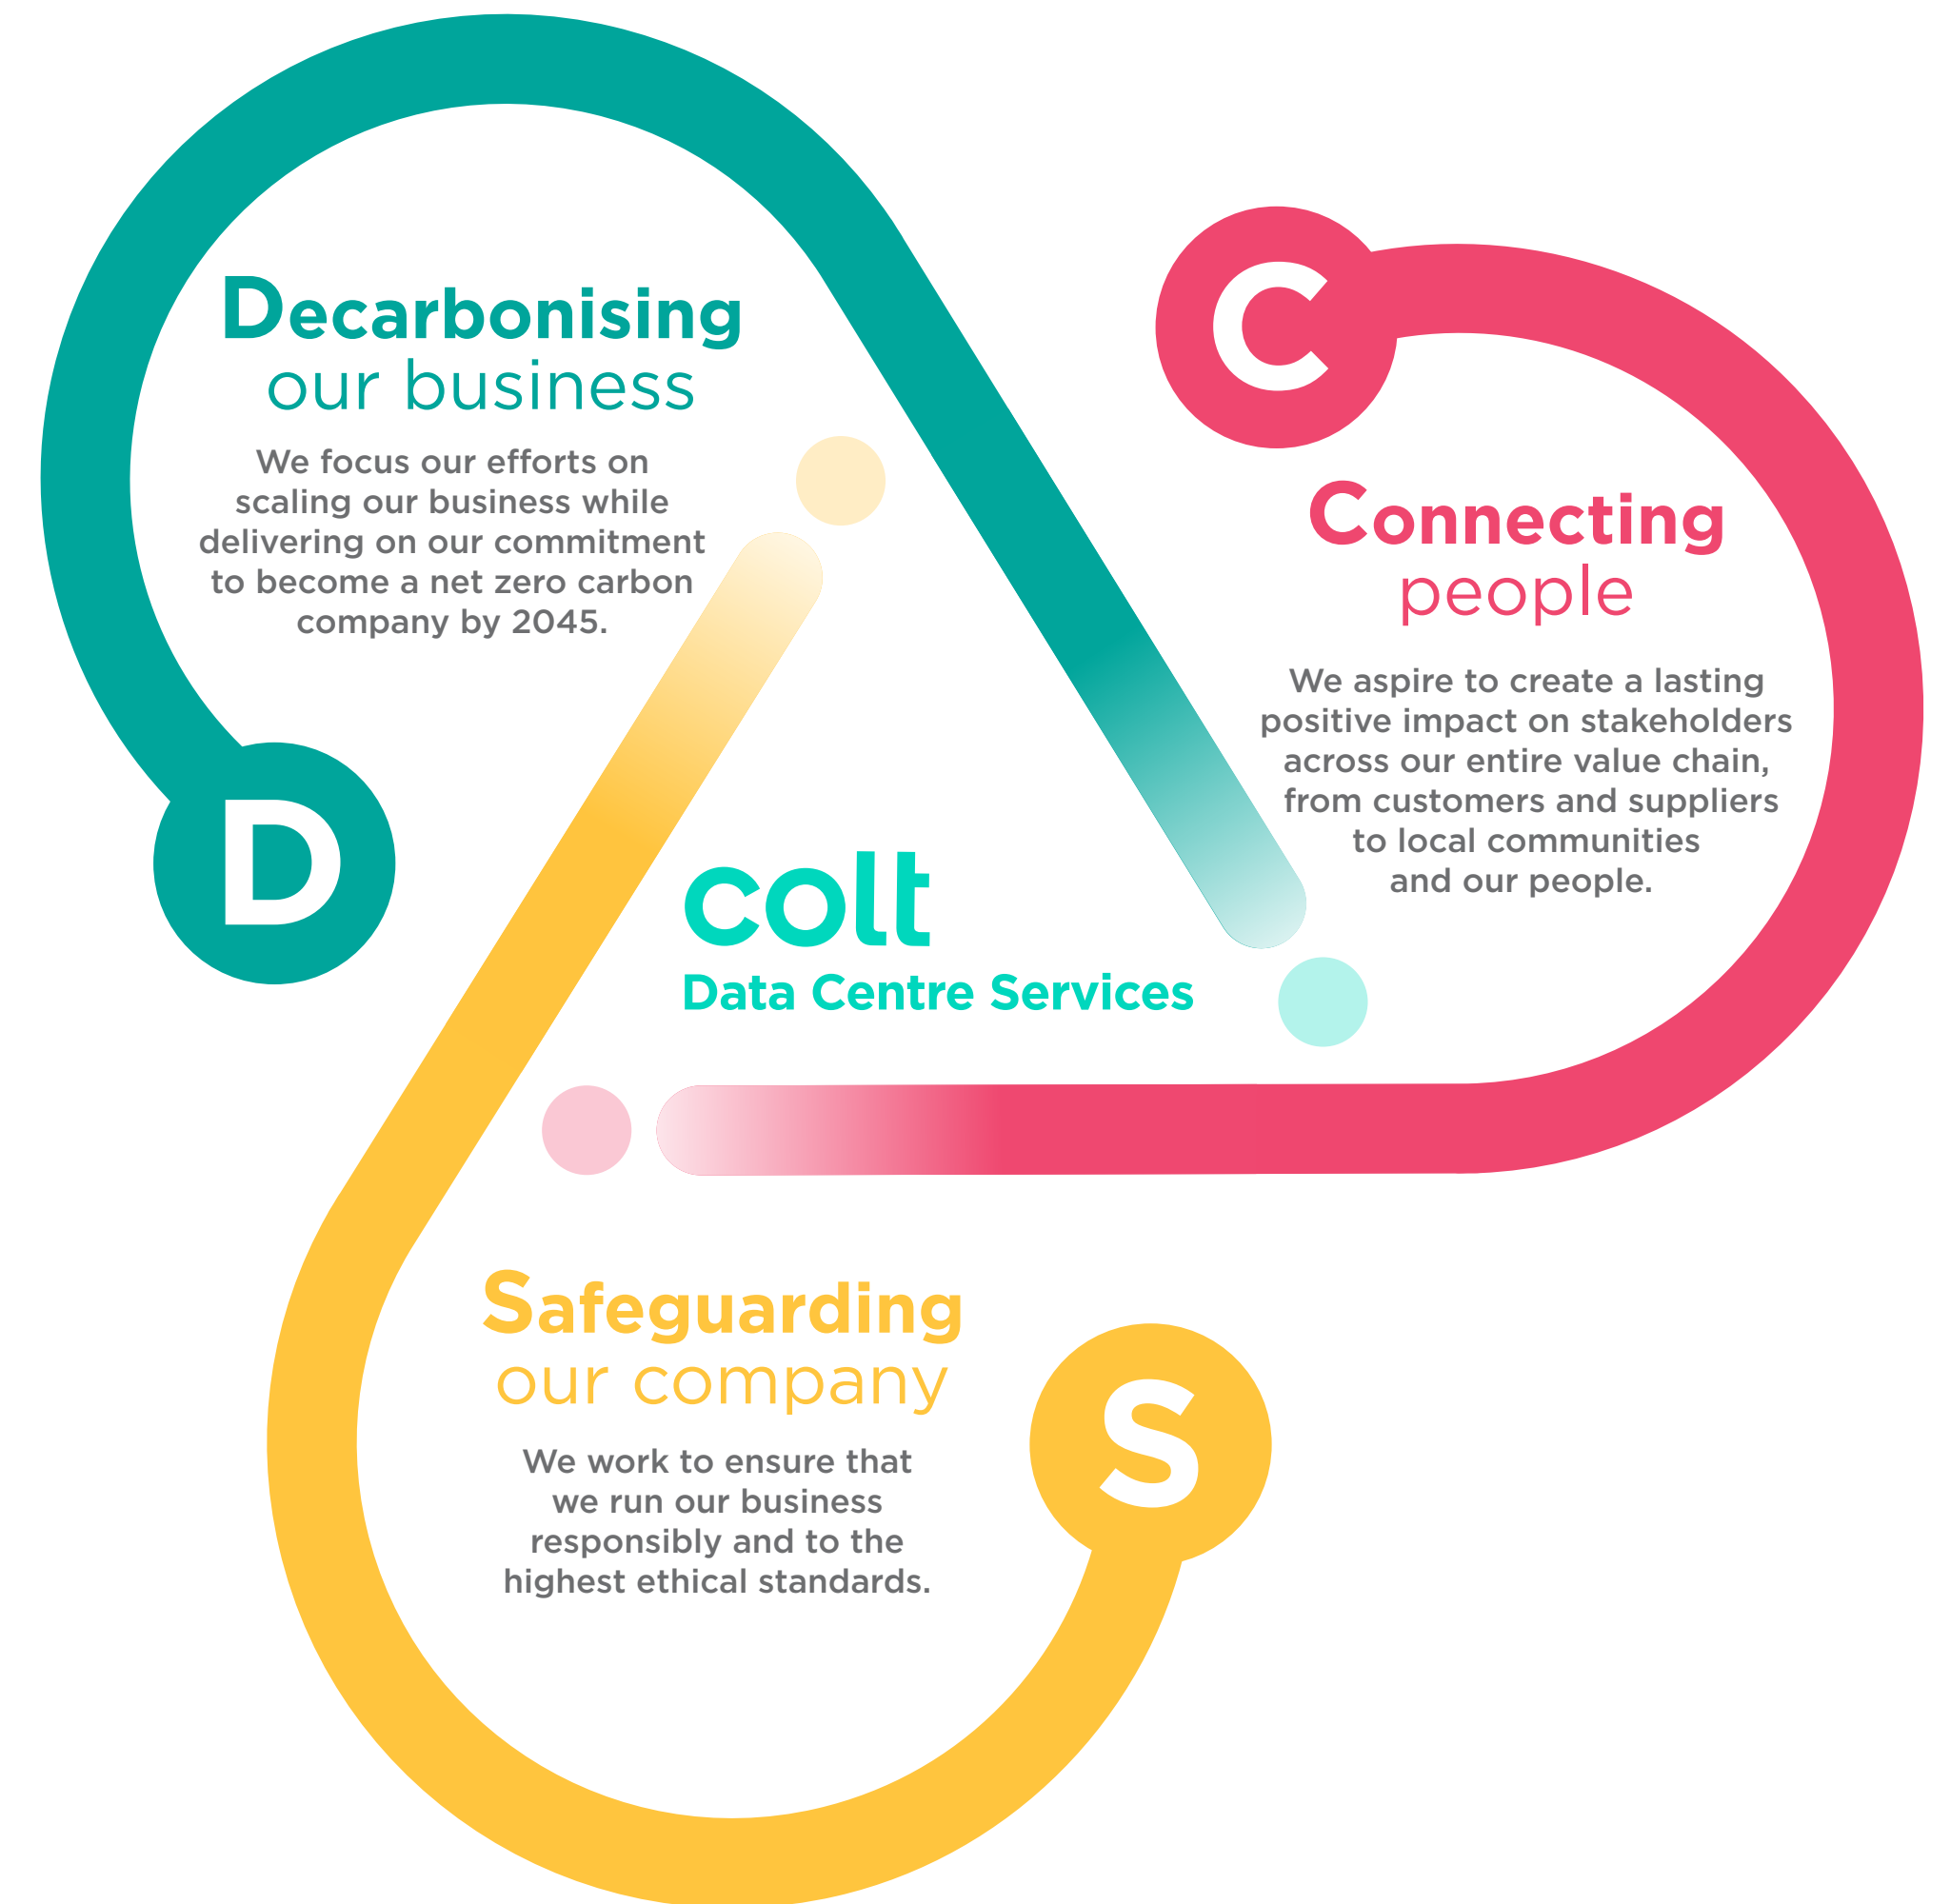 Decarbonising
our business
We focus our efforts on
scaling our business while
delivering on our commitment
to become a net zero carbon
company by 2045.
D
C
Connecting
people
We aspire to create a lasting
positive impact on stakeholders
across our entire value chain,
from customers and suppliers
to local communities
and our people.
colt
Data Centre Services
Safeguarding
our company
We work to ensure that
we run our business
responsibly and to the
highest ethical standards.
S